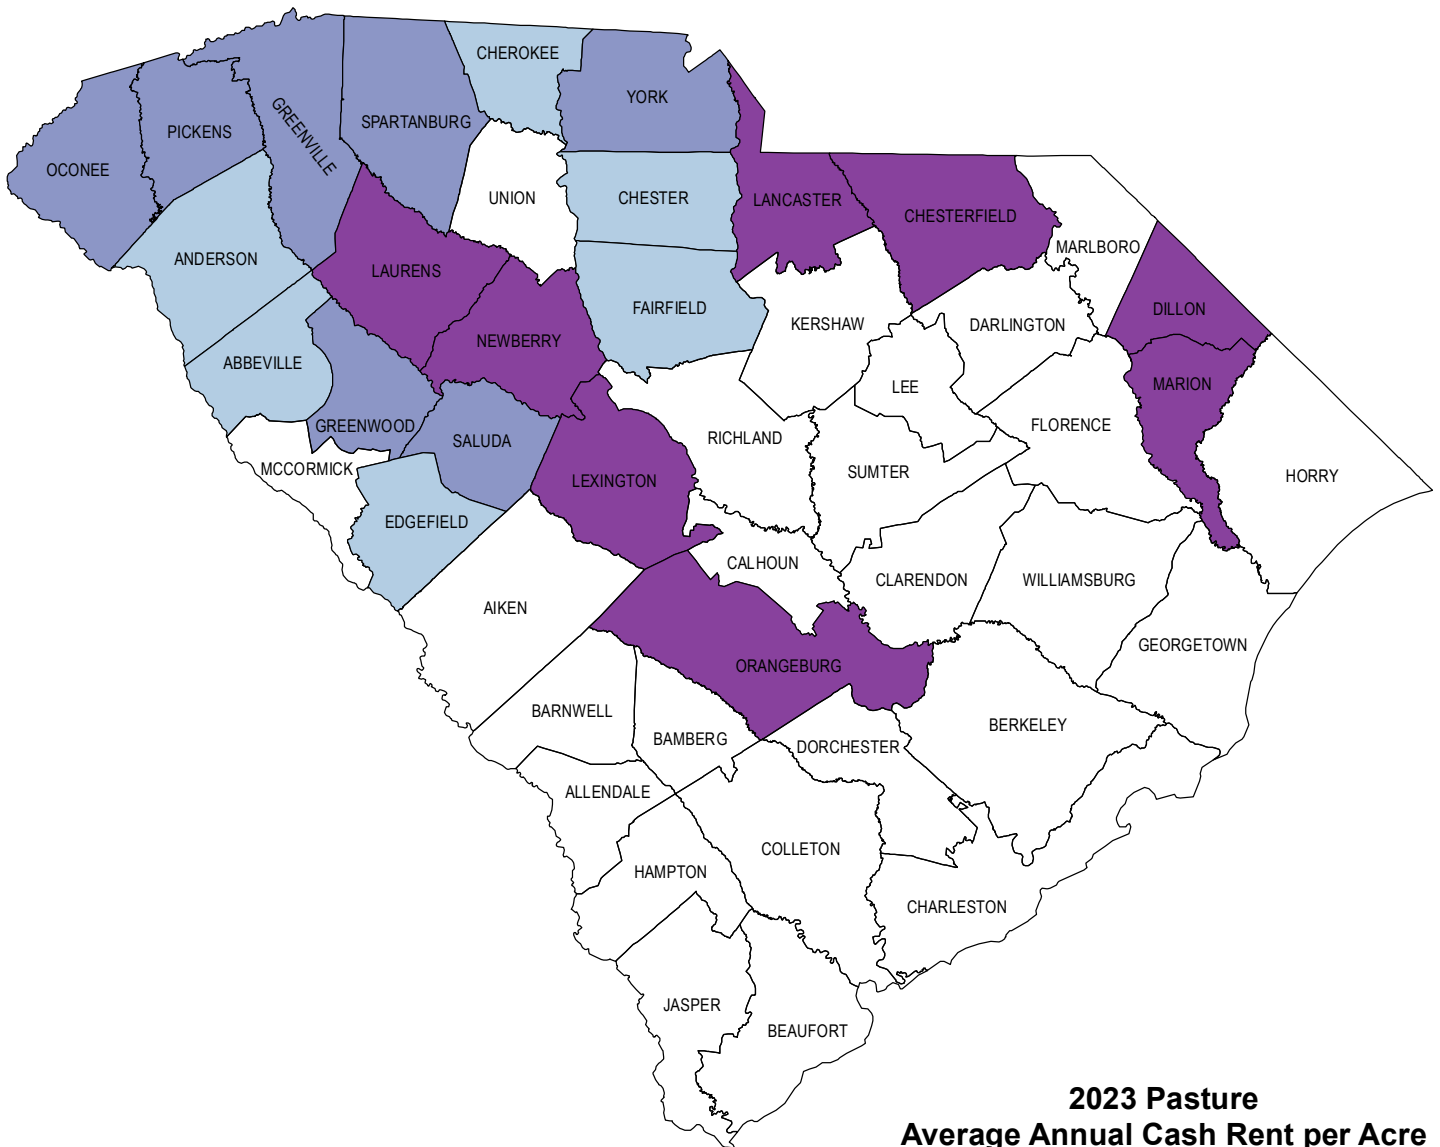 CHEROKEE
YORK
GREENVILLE
SPARTANBURG
PICKENS
OCONEE
UNION
CHESTER
LANCASTER
CHESTERFIELD
MARLBORO
ANDERSON
LAURENS
FAIRFIELD
DILLON
KERSHAW
DARLINGTON
NEWBERRY
ABBEVILLE
LEE
MARION
GREENWOOD
SALUDA
RICHLAND
FLORENCE
MCCORMICK
LEXINGTON
SUMTER
HORRY
EDGEFIELD
CALHOUN
CLARENDON
WILLIAMSBURG
AIKEN
GEORGETOWN
ORANGEBURG
BARNWELL
BAMBERG
DORCHESTER
BERKELEY
ALLENDALE
COLLETON
HAMPTON
CHARLESTON
JASPER
BEAUFORT
2023 Pasture
Average Annual Cash Rent per Acre